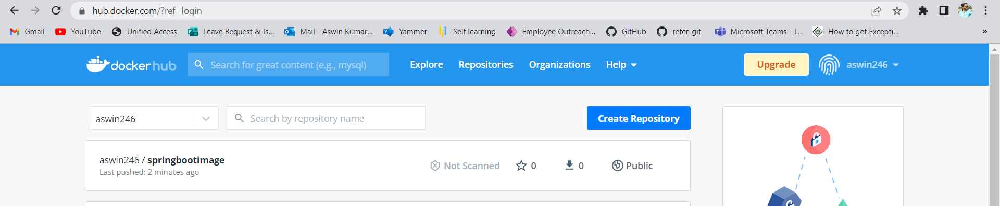 hub.docker.com/?ref=login
Gmail YouTube Unified Access Leave Request & Is... Mail - Aswin Kumar... Yammer Self learning Employee Outreach... GitHub refer_git_ Microsoft Teams - I... How to get Excepti... »
docker hub Search for great content (e.g., mysql) Explore Repositories Organizations Help Upgrade aswin246
aswin246 Search by repository name Create Repository
aswin246 / springbootimage Not Scanned 0 0 Public
Last pushed: 2 minutes ago